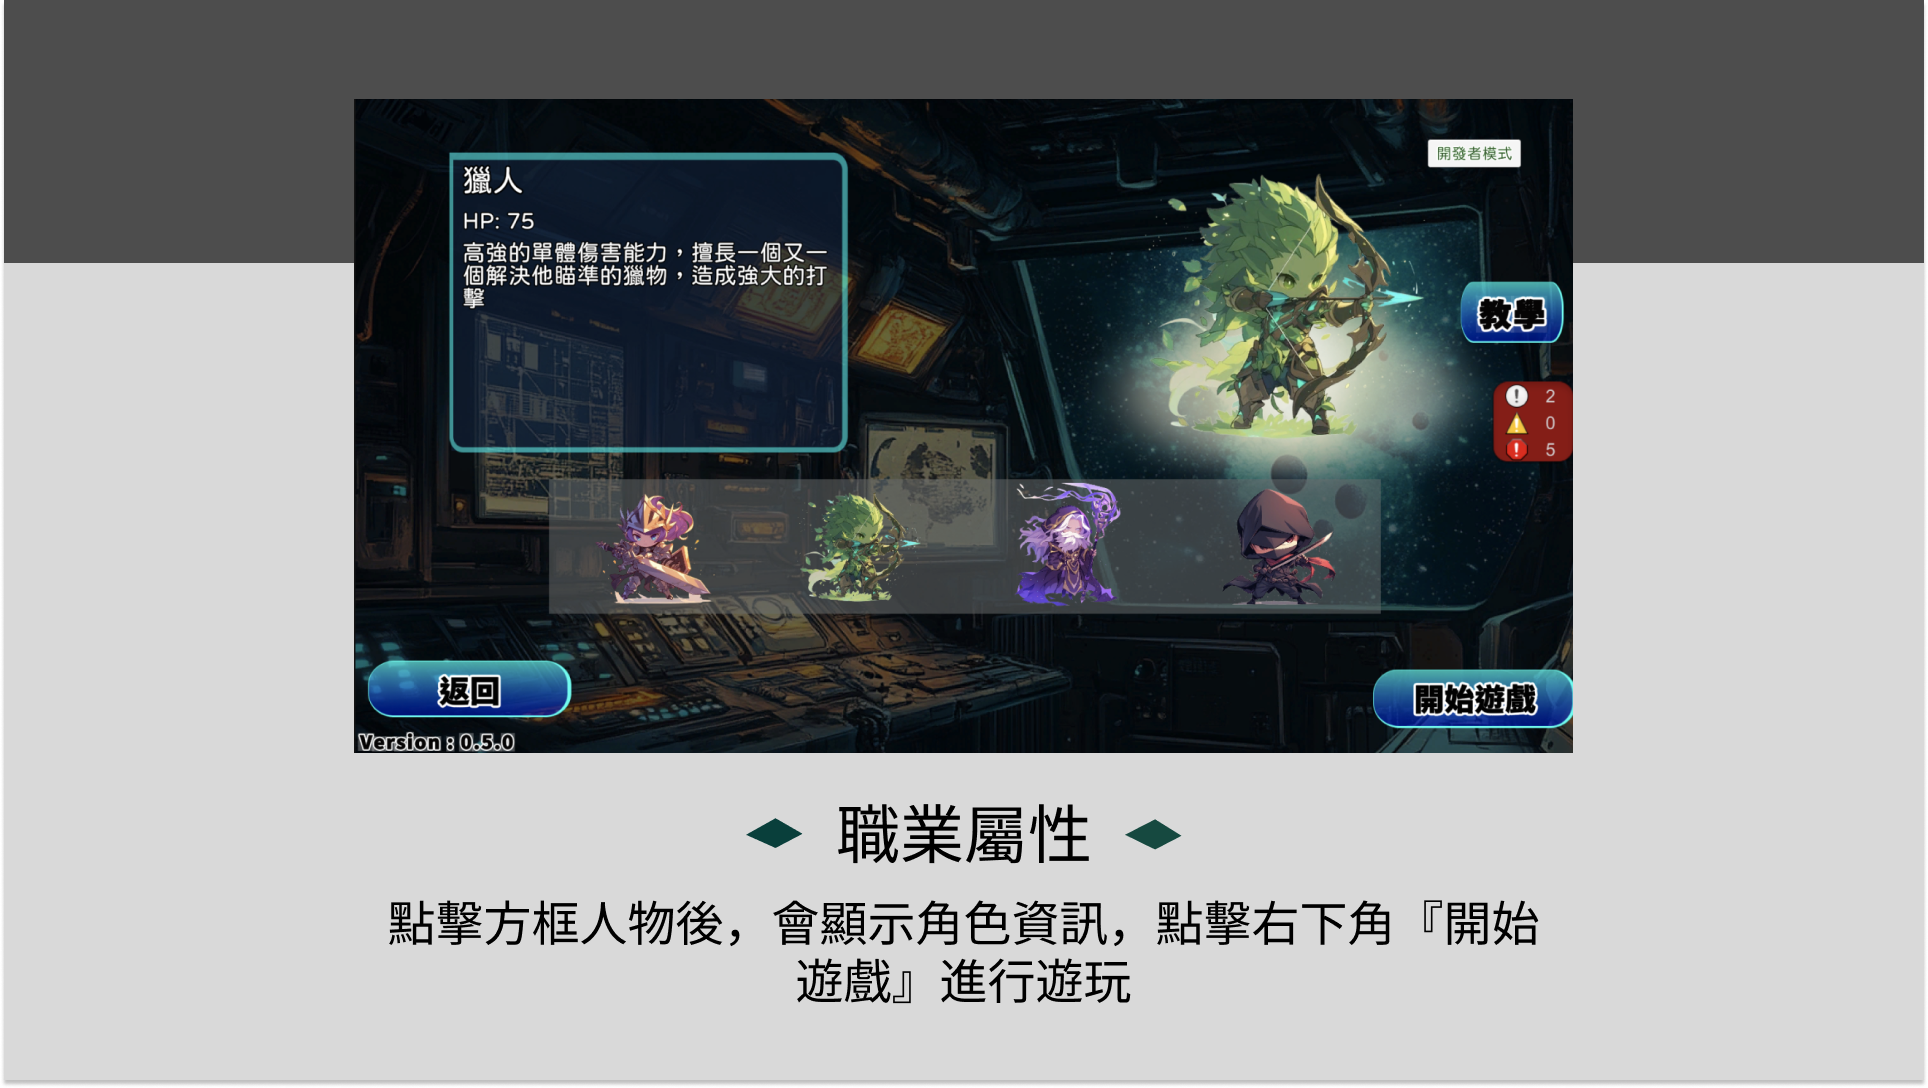 獵人
開發者模式
HP: 75
高強的單體傷害能力，擅長一個又一
個解決他瞄準的獵物，造成強大的打
擊
教學
2
0
5
返回
開始遊戲
Version : 0.5.0
職業屬性
點擊方框人物後，會顯示角色資訊，點擊右下角『開始
遊戲』進行遊玩